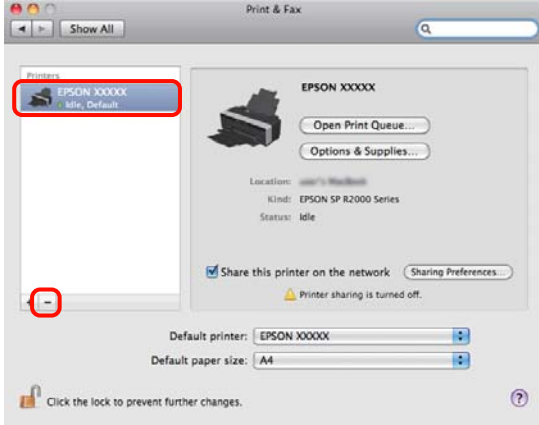 Print & Fax
Show All
Printers
EPSON XXXXX
Idle, Default
EPSON XXXXX
Open Print Queue...
Options & Supplies...
Location:
Kind: EPSON SP R2000 Series
Status: Idle
Share this printer on the network
Sharing Preferences...
Printer sharing is turned off.
+ -
Default printer: EPSON XXXXX
Default paper size: A4
Click the lock to prevent further changes.
?